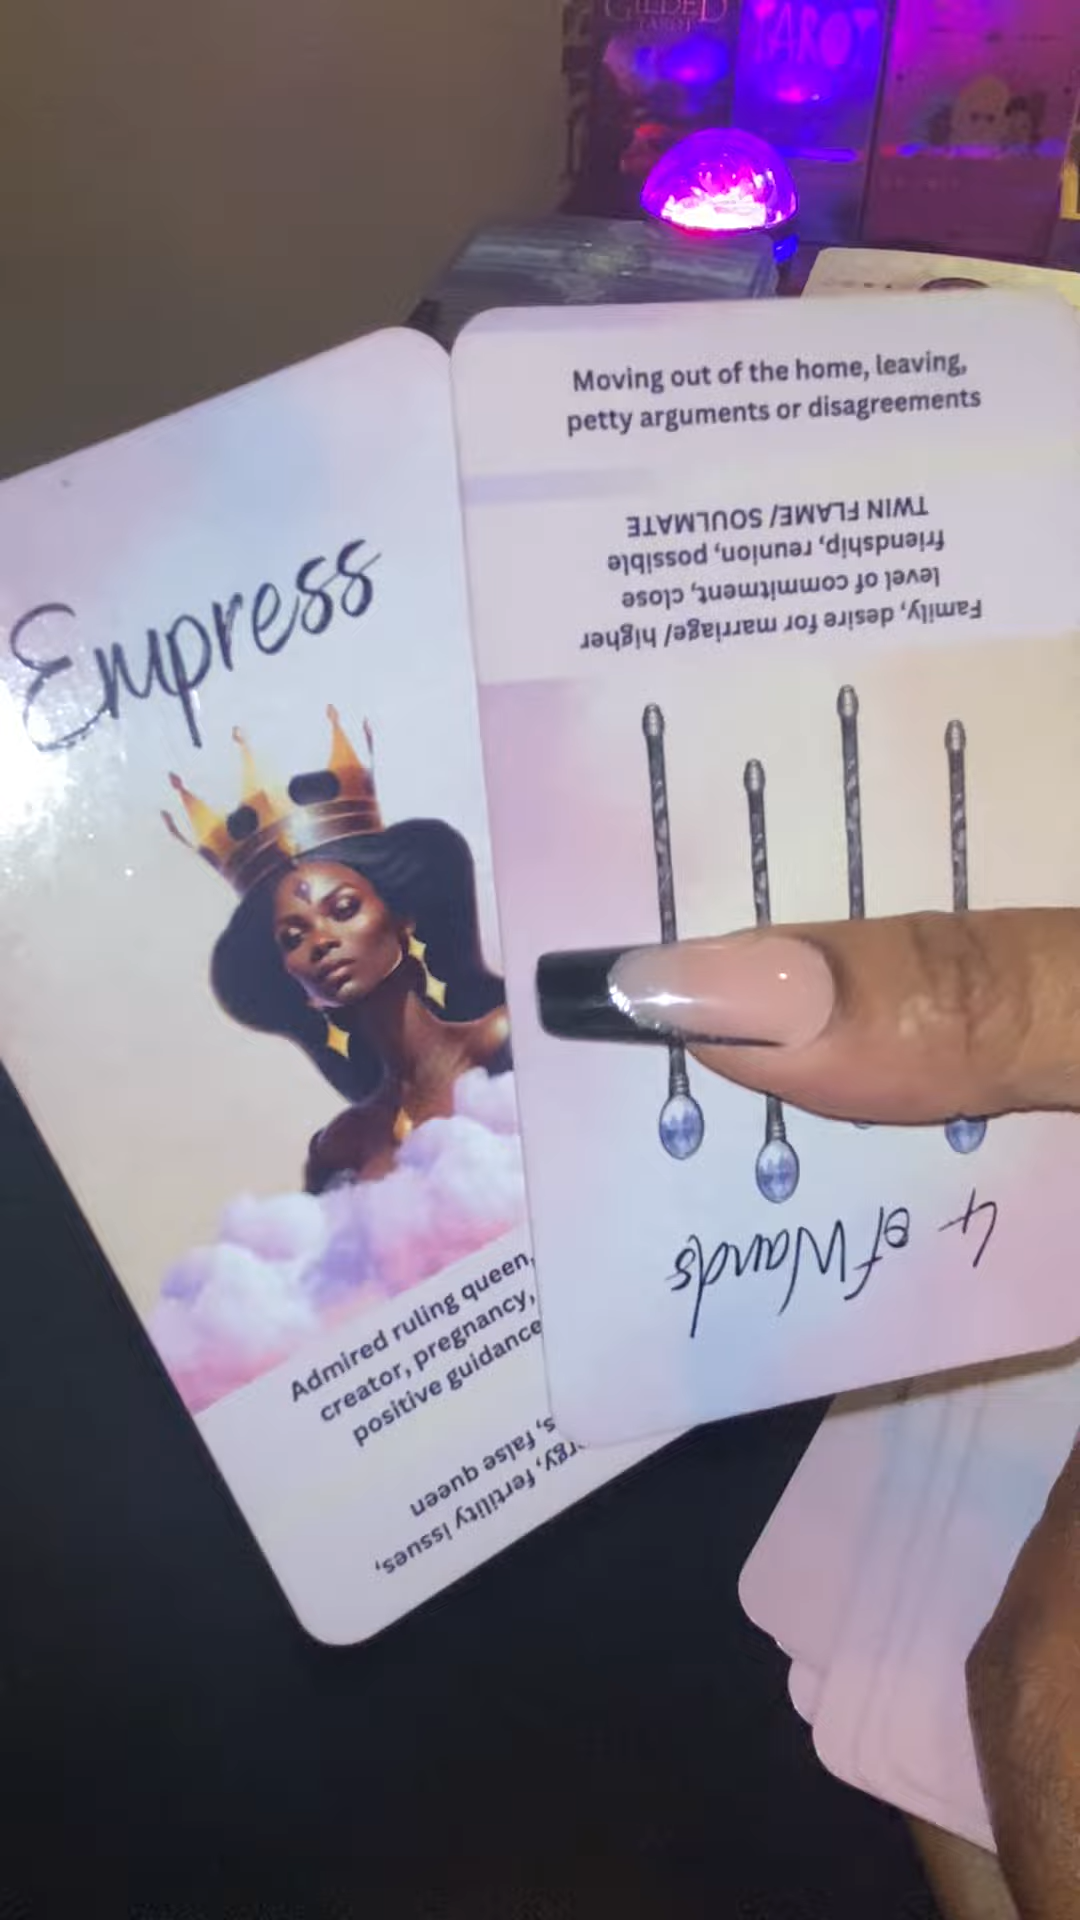 GILDED
TAROT
TAROT
Empress
Admired ruling queen,
creator, pregnancy,
positive guidance
fertility Issues,
s, false queen
Moving out of the home, leaving,
petty arguments or disagreements
Family, desire for marriage/ higher
level of commitment, close
friendship, reunion, possible
TWIN FLAME/ SOULMATE
4 of Wands